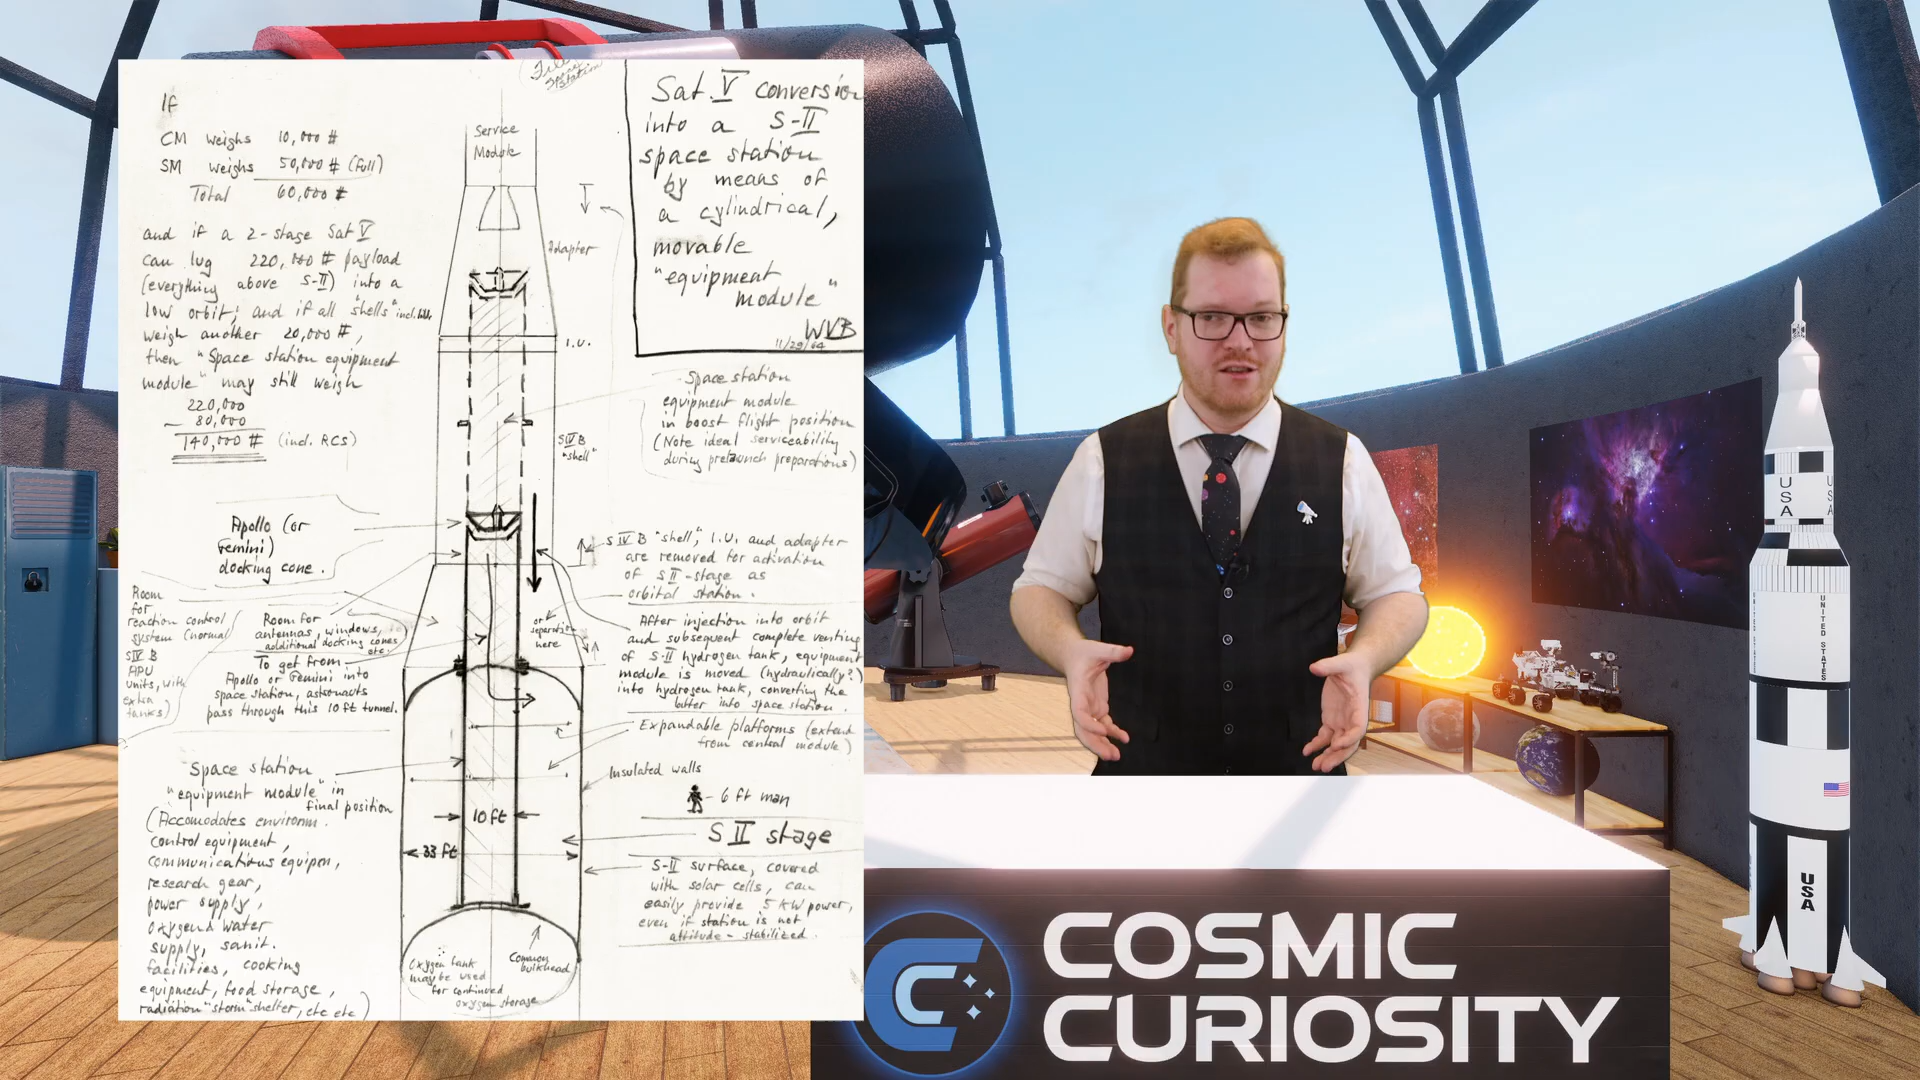 If
CM weighs 10,000 #
SM weighs 50,000 # (full)
Total 60,000 #
and if a 2-stage Sat V
can lug 220,000 # payload
(everything above S-II) into a
low orbit; and if all "shells" incl.
weigh another 20,000 #,
then "Space station equipment
module" may still weigh
220,000
- 80,000
140,000 # (incl. RCS)
Space Station
Service
Module
Adapter
I.U.
SIVB
"shell"
Sat V conversion
into a S-II
space station
by means of
a cylindrical,
movable
"equipment
module"
WVB
11/29/64
Space station
equipment module
in boost flight position
(Note ideal serviceability
during prelaunch preparations)
Apollo (or
Gemini)
docking cone.
Room
for
reaction control
system (normal
SIVB
APU
units, with
extra
tanks)
Room for
antennas, windows,
additional docking cones
etc.
To get from
Apollo or Gemini into
space station, astronauts
pass through this 10 ft tunnel.
or
separation
here
SIVB "shell", I.U. and adapter
are removed for activation
of SII-stage as
orbital station.
After injection into orbit
and subsequent complete venting
of S-II hydrogen tank, equipment
module is moved (hydraulically?)
into hydrogen tank, converting the
latter into space station.
Expandable platforms (extend
from central module)
Insulated walls
- 6 ft man
S II stage
S-II surface, covered
with solar cells, can
easily provide 5 KW power,
even if station is not
attitude-stabilized.
Space station
"equipment module" in
final position
(Accomodates environm.
control equipment,
communications equipm,
research gear,
power supply,
oxygen & water
supply, sanit.
facilities, cooking
equipment, food storage,
radiation "storm" shelter, etc etc)
10 ft
33 ft
Oxygen tank
may be used
for continued
oxygen storage
Common
bulkhead
USA
USA
UNITED STATES
USA
COSMIC
CURIOSITY